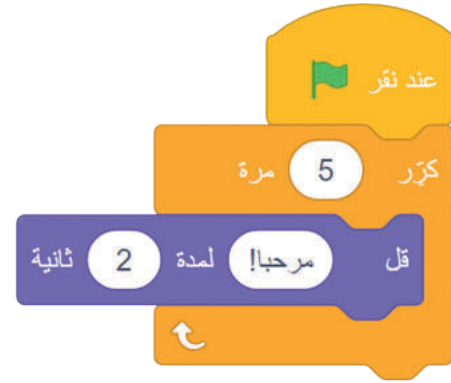 عند نقر
كرّر 5 مرة
قل مرحبا! لمدة 2 ثانية